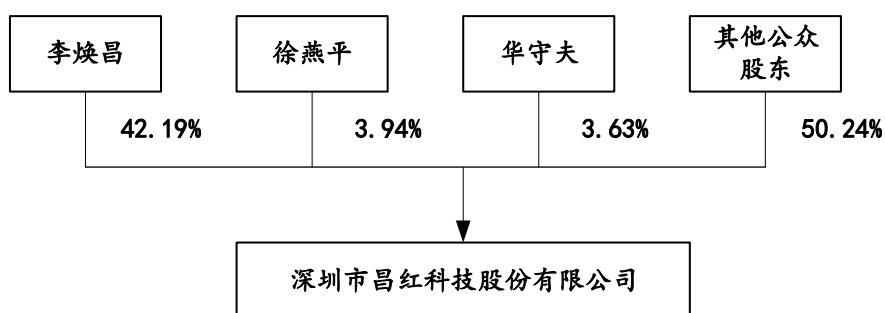 李焕昌
徐燕平
华守夫
其他公众
股东
42.19%
3.94%
3.63%
50.24%
深圳市昌红科技股份有限公司